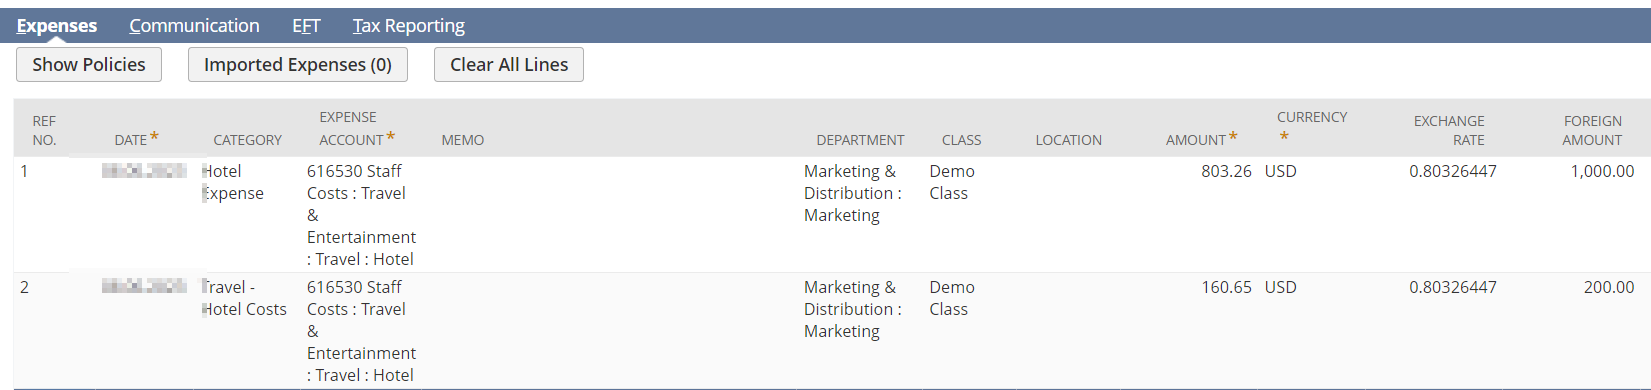 Expenses Communication EFT Tax Reporting
Show Policies Imported Expenses (0) Clear All Lines
REF NO. DATE* CATEGORY EXPENSE ACCOUNT* MEMO DEPARTMENT CLASS LOCATION AMOUNT* CURRENCY * EXCHANGE RATE FOREIGN AMOUNT
1 Hotel 616530 Staff Marketing & Demo 803.26 USD 0.80326447 1,000.00
Expense Costs : Travel Distribution : Class
& Marketing
Entertainment
: Travel : Hotel
2 Travel - 616530 Staff Marketing & Demo 160.65 USD 0.80326447 200.00
Hotel Costs Costs : Travel Distribution : Class
& Marketing
Entertainment
: Travel : Hotel